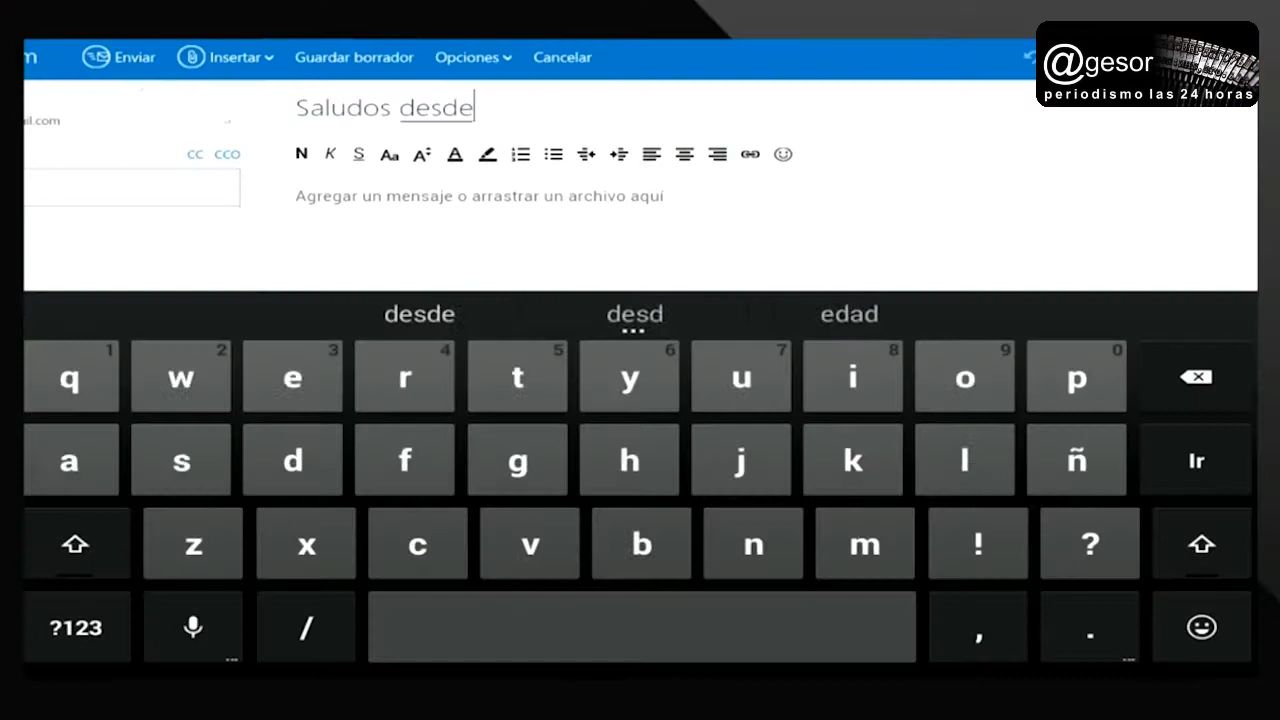 m Enviar Insertar Guardar borrador Opciones Cancelar
@gesor
periodismo las 24 horas
Saludos desde
il.com
CC CCO
N K S Aa A A
Agregar un mensaje o arrastrar un archivo aquí
desde desd edad
1 2 3 4 5 6 7 8 9 0
q w e r t y u i o p
a s d f g h j k l ñ Ir
z x c v b n m ! ?
?123 / , .